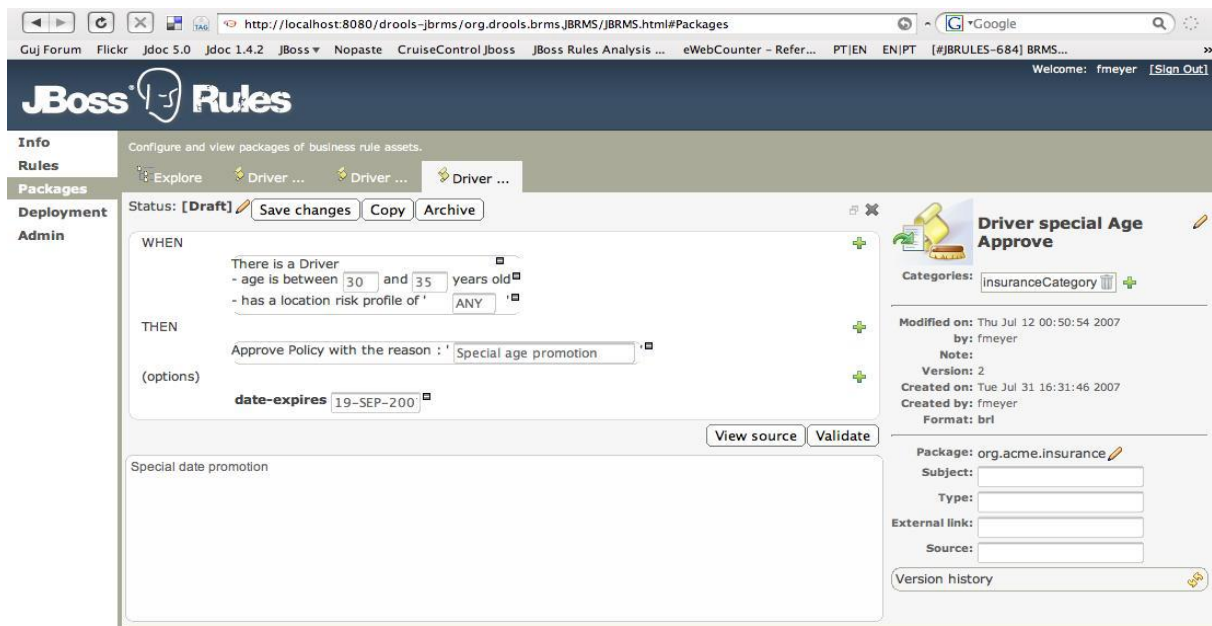 TAG
http://localhost:8080/drools-jbrms/org.drools.brms.JBRMS/JBRMS.html#Packages
G Google
Guj Forum Flickr Jdoc 5.0 Jdoc 1.4.2 JBoss Nopaste CruiseControl Jboss JBoss Rules Analysis ... eWebCounter – Refer... PT|EN EN|PT [#JBRULES-684] BRMS... »
Welcome: fmeyer [Sign Out]
JBoss Rules
Info
Rules
Packages
Deployment
Admin
Configure and view packages of business rule assets.
Explore Driver ... Driver ... Driver ...
Status: [Draft] Save changes Copy Archive
WHEN
There is a Driver
- age is between 30 and 35 years old
- has a location risk profile of ' ANY '
THEN
Approve Policy with the reason : ' Special age promotion '
(options)
date-expires 19-SEP-200
View source Validate
Special date promotion
Driver special Age
Approve
Categories: insuranceCategory
Modified on: Thu Jul 12 00:50:54 2007
by: fmeyer
Note:
Version: 2
Created on: Tue Jul 31 16:31:46 2007
Created by: fmeyer
Format: brl
Package: org.acme.insurance
Subject:
Type:
External link:
Source:
Version history